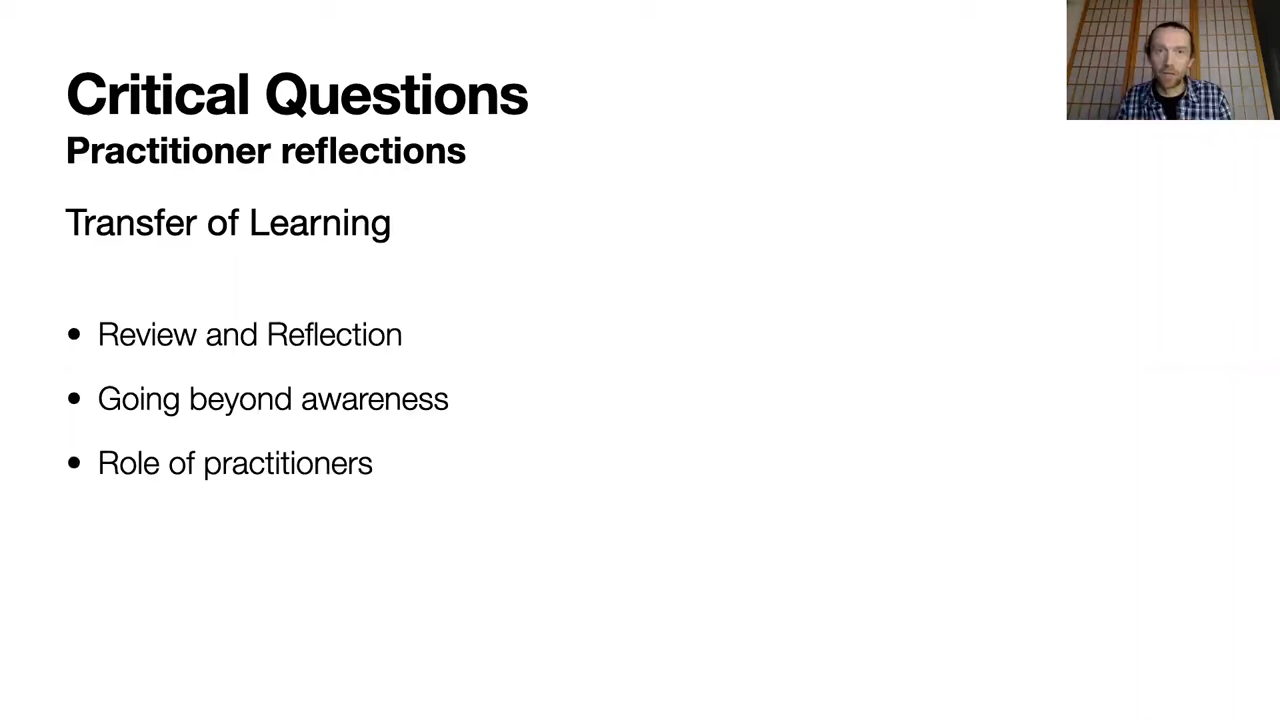 Critical Questions
Practitioner reflections
Transfer of Learning
• Review and Reflection
• Going beyond awareness
• Role of practitioners